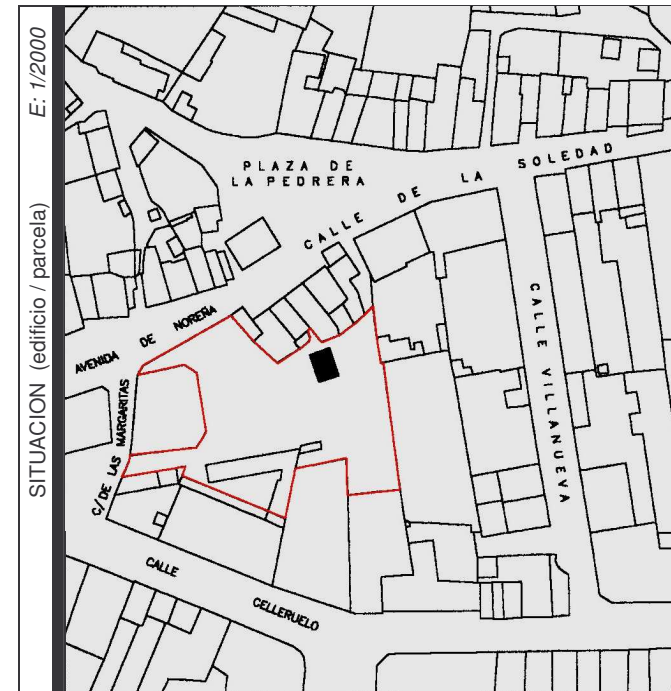 SITUACION (edificio / parcela) E: 1/2000
PLAZA DE
LA PEDRERA
CALLE DE LA SOLEDAD
AVENIDA DE NOREÑA
C/ DE LAS MARGARITAS
CALLE VILLANUEVA
CALLE CELLERUELO